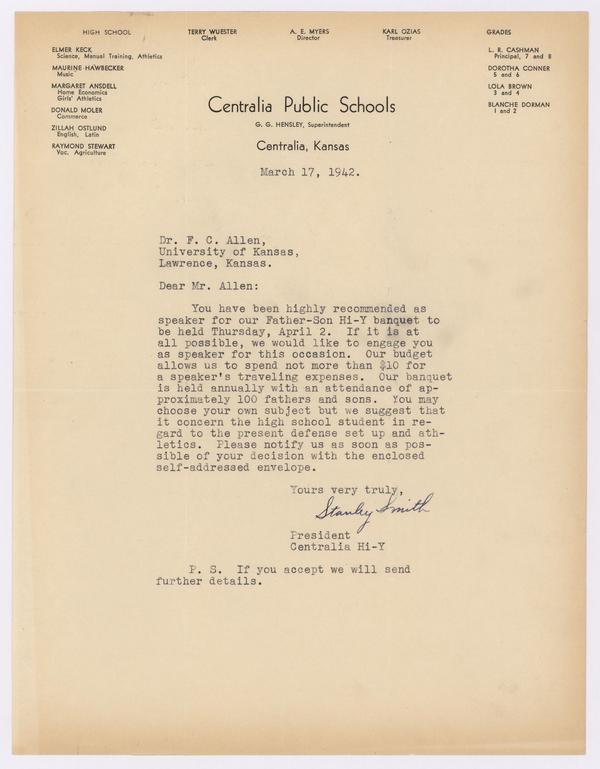 HIGH SCHOOL
ELMER KECK
Science, Manual Training, Athletics
MAURINE HAWBECKER
Music
MARGARET ANSDELL
Home Economics
Girls' Athletics
DONALD MOLER
Commerce
ZILLAH OSTLUND
English, Latin
RAYMOND STEWART
Voc. Agriculture
TERRY WUESTER
Clerk
A. E. MYERS
Director
KARL OZIAS
Treasurer
GRADES
L. R. CASHMAN
Principal, 7 and 8
DOROTHA CONNER
5 and 6
LOLA BROWN
3 and 4
BLANCHE DORMAN
1 and 2
Centralia Public Schools
G. G. HENSLEY, Superintendent
Centralia, Kansas
March 17, 1942.
Dr. F. C. Allen,
University of Kansas,
Lawrence, Kansas.
Dear Mr. Allen:
You have been highly recommended as
speaker for our Father-Son Hi-Y banquet to
be held Thursday, April 2. If it is at
all possible, we would like to engage you
as speaker for this occasion. Our budget
allows us to spend not more than $10 for
a speaker's traveling expenses. Our banquet
is held annually with an attendance of ap-
proximately 100 fathers and sons. You may
choose your own subject but we suggest that
it concern the high school student in re-
gard to the present defense set up and ath-
letics. Please notify us as soon as pos-
sible of your decision with the enclosed
self-addressed envelope.
Yours very truly,
Stanley Smith
President
Centralia Hi-Y
P. S. If you accept we will send
further details.